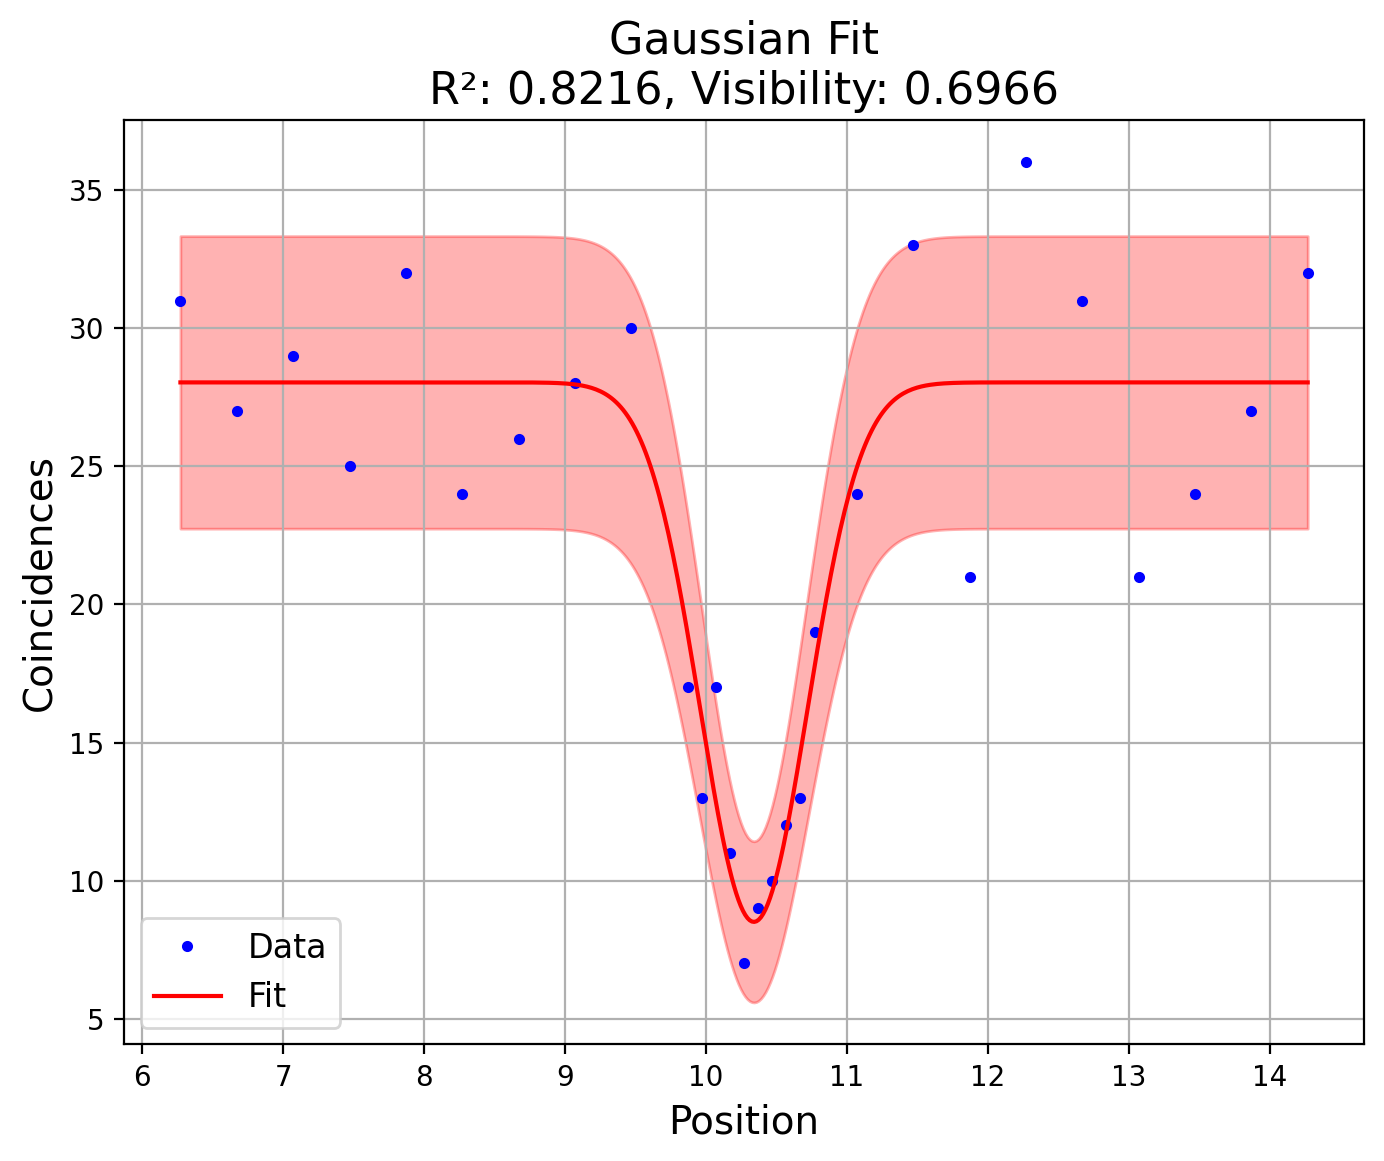 Gaussian Fit
R²: 0.8216, Visibility: 0.6966
Coincidences
35
30
25
20
15
10
5
Data
Fit
6 7 8 9 10 11 12 13 14
Position